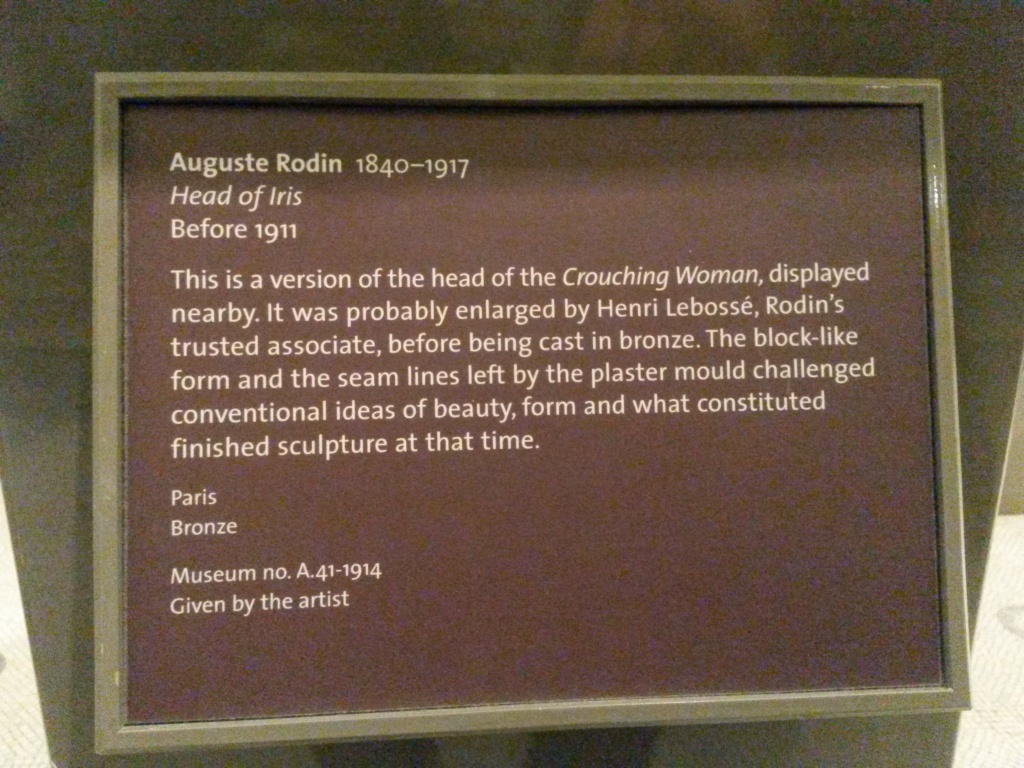 Auguste Rodin 1840–1917
Head of Iris
Before 1911
This is a version of the head of the Crouching Woman, displayed
nearby. It was probably enlarged by Henri Lebossé, Rodin's
trusted associate, before being cast in bronze. The block-like
form and the seam lines left by the plaster mould challenged
conventional ideas of beauty, form and what constituted
finished sculpture at that time.
Paris
Bronze
Museum no. A.41-1914
Given by the artist